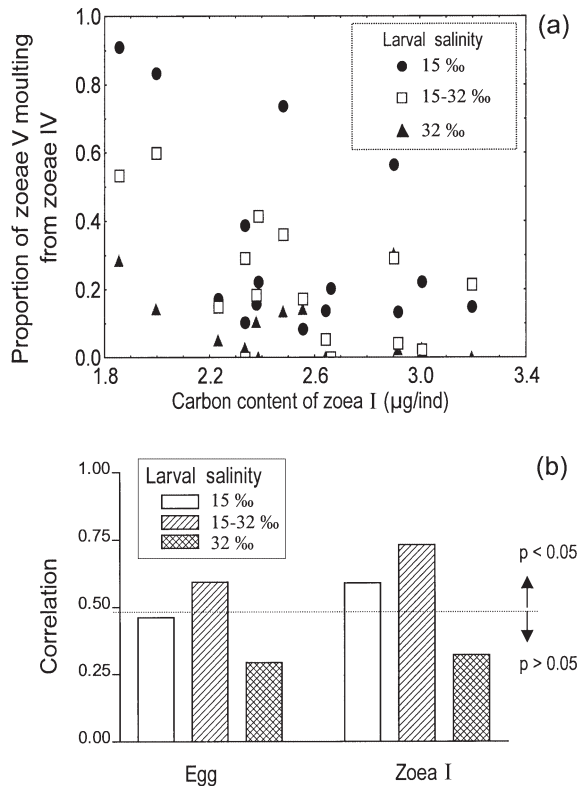 (a)
Proportion of zoeae V moulting
from zoeae IV
1.0
0.8
0.6
0.4
0.2
0.0
Larval salinity
15 ‰
15-32 ‰
32 ‰
1.8
2.2
2.6
3.0
3.4
Carbon content of zoea I (µg/ind)
(b)
Correlation
1.00
0.75
0.50
0.25
0.00
Larval salinity
15 ‰
15-32 ‰
32 ‰
p < 0.05
p > 0.05
Egg
Zoea I